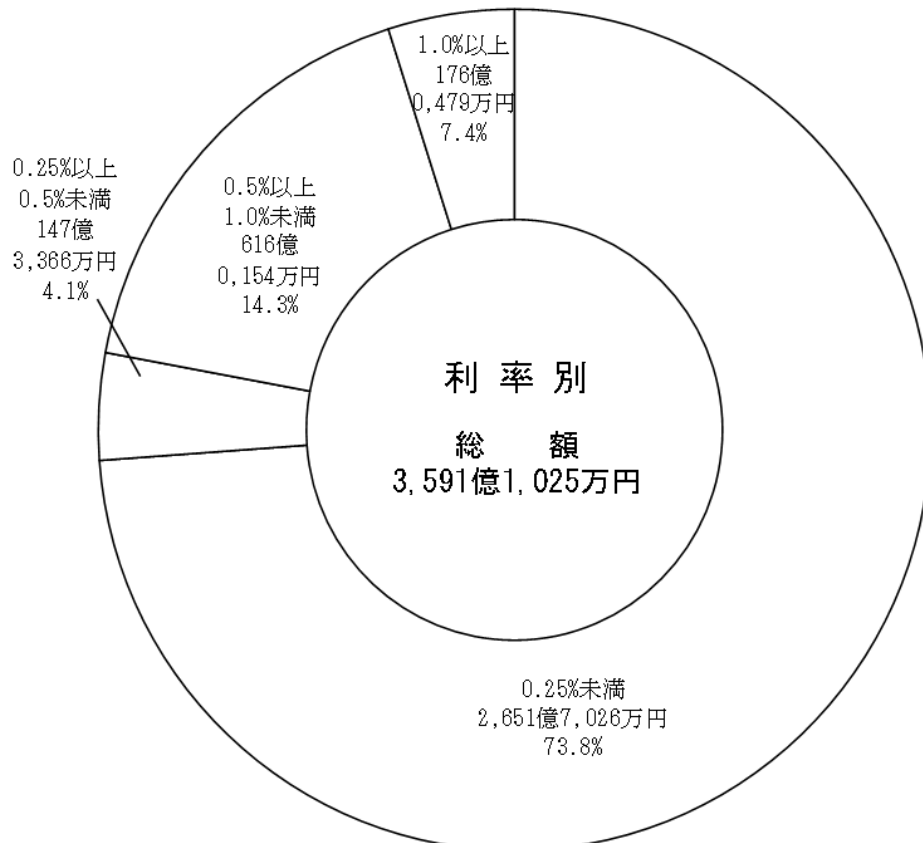 1.0%以上
176億
0,479万円
7.4%
0.25%以上
0.5%未満
147億
3,366万円
4.1%
0.5%以上
1.0%未満
616億
0,154万円
14.3%
利 率 別
総 額
3,591億1,025万円
0.25%未満
2,651億7,026万円
73.8%